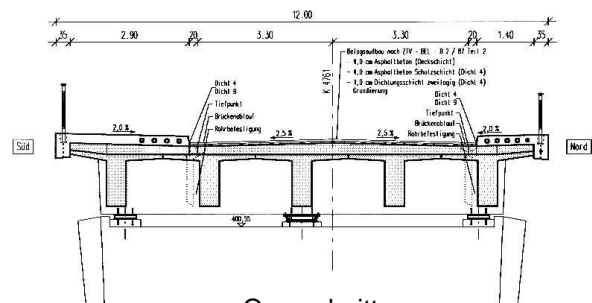 12.00
35 2.90 20 3.30 3.30 20 1.40 35
Belagsaufbau nach ZTV - BEL - B 2 / 87 Teil 2
- 4,0 cm Asphaltbeton (Deckschicht)
- 4,0 cm Asphaltbeton Schutzschicht (Dicht 4)
- 1,0 cm Dichtungsschicht zweilagig (Dicht 4)
Grundierung
K 4761
Dicht 4
Dicht 9
Tiefpunkt
Brückenablauf
Rohrbefestigung
Dicht 4
Dicht 9
Tiefpunkt
Brückenablauf
Rohrbefestigung
2,0% 2,5% 2,5% 2,0%
Süd Nord
400,55